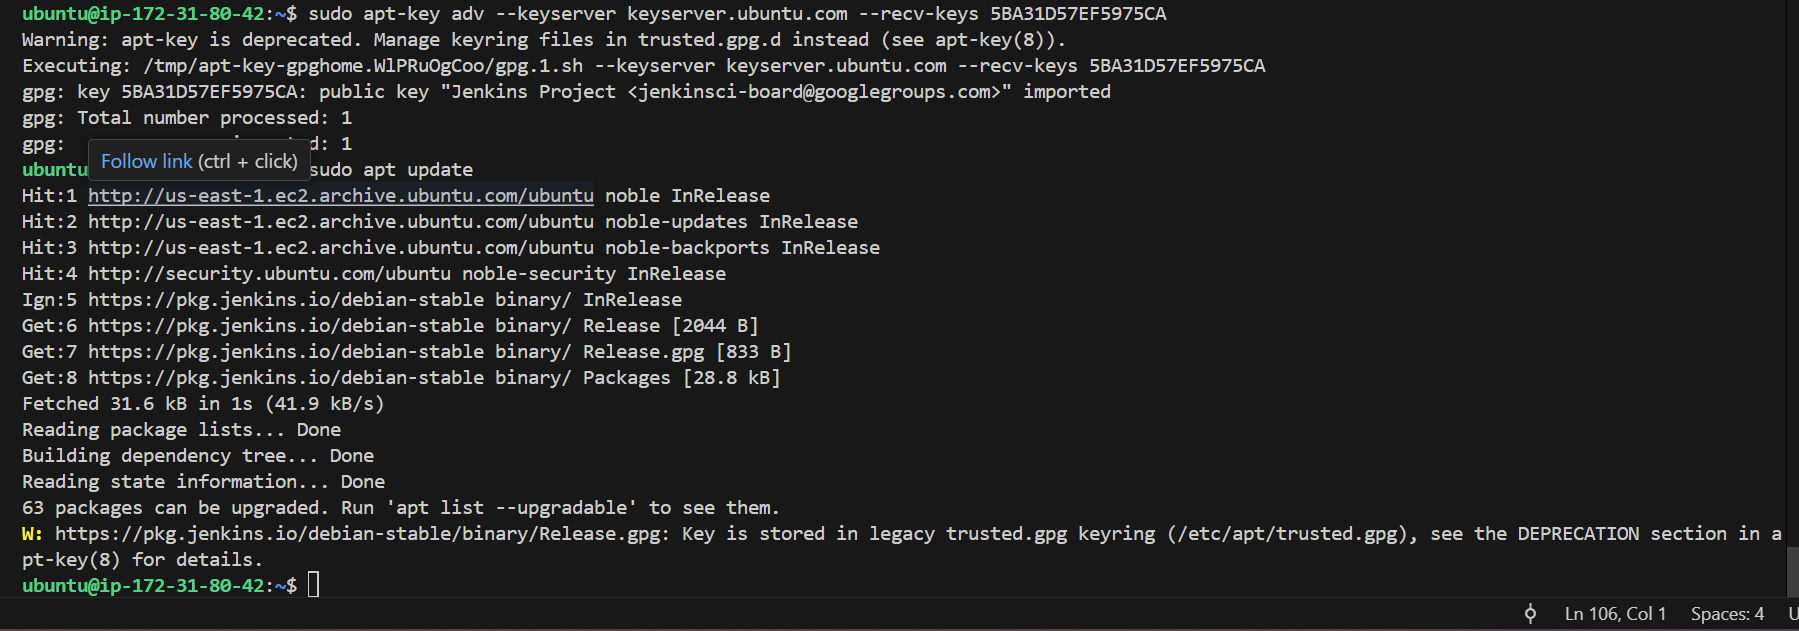 ubuntu@ip-172-31-80-42:~$ sudo apt-key adv --keyserver keyserver.ubuntu.com --recv-keys 5BA31D57EF5975CA
Warning: apt-key is deprecated. Manage keyring files in trusted.gpg.d instead (see apt-key(8)).
Executing: /tmp/apt-key-gpghome.WlPRuOgCoo/gpg.1.sh --keyserver keyserver.ubuntu.com --recv-keys 5BA31D57EF5975CA
gpg: key 5BA31D57EF5975CA: public key "Jenkins Project <jenkinsci-board@googlegroups.com>" imported
gpg: Total number processed: 1
gpg: d: 1
Follow link (ctrl + click)
ubuntu sudo apt update
Hit:1 http://us-east-1.ec2.archive.ubuntu.com/ubuntu noble InRelease
Hit:2 http://us-east-1.ec2.archive.ubuntu.com/ubuntu noble-updates InRelease
Hit:3 http://us-east-1.ec2.archive.ubuntu.com/ubuntu noble-backports InRelease
Hit:4 http://security.ubuntu.com/ubuntu noble-security InRelease
Ign:5 https://pkg.jenkins.io/debian-stable binary/ InRelease
Get:6 https://pkg.jenkins.io/debian-stable binary/ Release [2044 B]
Get:7 https://pkg.jenkins.io/debian-stable binary/ Release.gpg [833 B]
Get:8 https://pkg.jenkins.io/debian-stable binary/ Packages [28.8 kB]
Fetched 31.6 kB in 1s (41.9 kB/s)
Reading package lists... Done
Building dependency tree... Done
Reading state information... Done
63 packages can be upgraded. Run 'apt list --upgradable' to see them.
W: https://pkg.jenkins.io/debian-stable/binary/Release.gpg: Key is stored in legacy trusted.gpg keyring (/etc/apt/trusted.gpg), see the DEPRECATION section in a
pt-key(8) for details.
ubuntu@ip-172-31-80-42:~$
Ln 106, Col 1 Spaces: 4 U